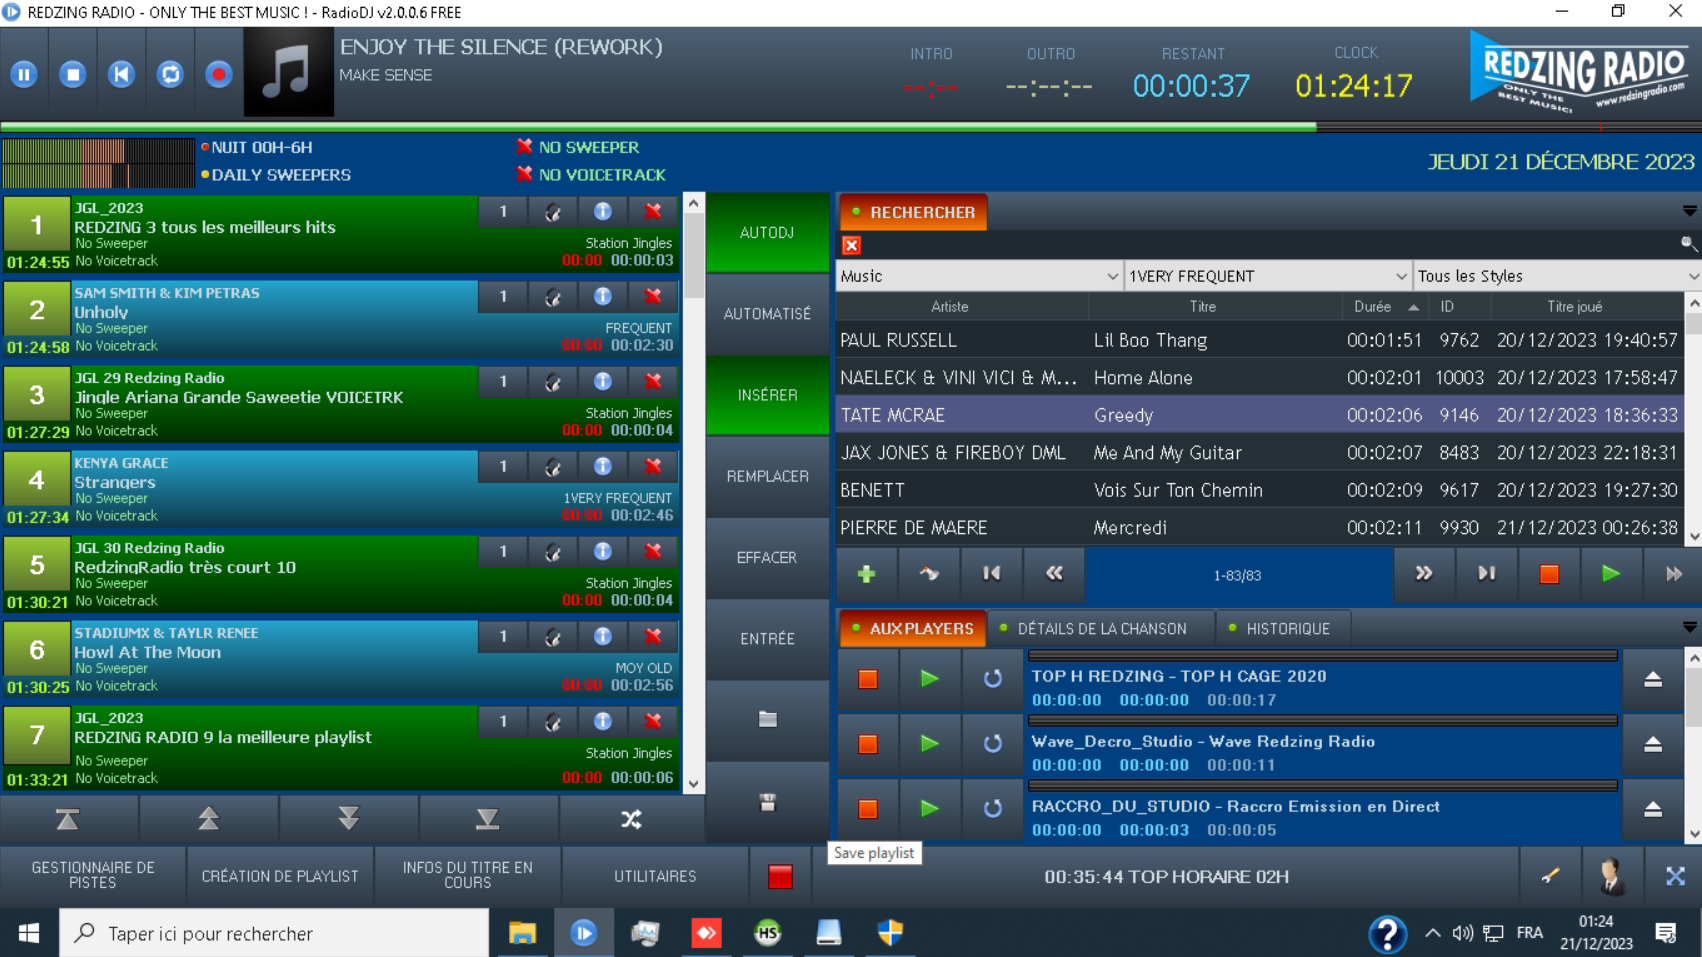 REDZING RADIO - ONLY THE BEST MUSIC ! - RadioDJ v2.0.0.6 FREE
ENJOY THE SILENCE (REWORK)
MAKE SENSE
INTRO
--:--
OUTRO
--:--:--
RESTANT
00:00:37
CLOCK
01:24:17
REDZING RADIO
ONLY THE
BEST MUSIC!
www.redzingradio.com
NUIT 00H-6H
DAILY SWEEPERS
NO SWEEPER
NO VOICETRACK
JEUDI 21 DÉCEMBRE 2023
1
JGL_2023
REDZING 3 tous les meilleurs hits
No Sweeper
01:24:55 No Voicetrack
1
Station Jingles
00:00 00:00:03
2
SAM SMITH & KIM PETRAS
Unholy
No Sweeper
01:24:58 No Voicetrack
1
FREQUENT
00:00 00:02:30
3
JGL 29 Redzing Radio
Jingle Ariana Grande Saweetie VOICETRK
No Sweeper
01:27:29 No Voicetrack
1
Station Jingles
00:00 00:00:04
4
KENYA GRACE
Strangers
No Sweeper
01:27:34 No Voicetrack
1
1VERY FREQUENT
00:00 00:02:46
5
JGL 30 Redzing Radio
RedzingRadio très court 10
No Sweeper
01:30:21 No Voicetrack
1
Station Jingles
00:00 00:00:04
6
STADIUMX & TAYLR RENEE
Howl At The Moon
No Sweeper
01:30:25 No Voicetrack
1
MOY OLD
00:00 00:02:56
7
JGL_2023
REDZING RADIO 9 la meilleure playlist
No Sweeper
01:33:21 No Voicetrack
1
Station Jingles
00:00 00:00:06
AUTODJ
AUTOMATISÉ
INSÉRER
REMPLACER
EFFACER
ENTRÉE
RECHERCHER
Music
1VERY FREQUENT
Tous les Styles
Artiste Titre Durée ID Titre joué
PAUL RUSSELL Lil Boo Thang 00:01:51 9762 20/12/2023 19:40:57
NAELECK & VINI VICI & M... Home Alone 00:02:01 10003 20/12/2023 17:58:47
TATE MCRAE Greedy 00:02:06 9146 20/12/2023 18:36:33
JAX JONES & FIREBOY DML Me And My Guitar 00:02:07 8483 20/12/2023 22:18:31
BENETT Vois Sur Ton Chemin 00:02:09 9617 20/12/2023 19:27:30
PIERRE DE MAERE Mercredi 00:02:11 9930 21/12/2023 00:26:38
1-83/83
AUX PLAYERS
DÉTAILS DE LA CHANSON
HISTORIQUE
TOP H REDZING - TOP H CAGE 2020
00:00:00 00:00:00 00:00:17
Wave_Decro_Studio - Wave Redzing Radio
00:00:00 00:00:00 00:00:11
RACCRO_DU_STUDIO - Raccro Emission en Direct
00:00:00 00:00:03 00:00:05
Save playlist
GESTIONNAIRE DE
PISTES
CRÉATION DE PLAYLIST
INFOS DU TITRE EN
COURS
UTILITAIRES
00:35:44 TOP HORAIRE 02H
Taper ici pour rechercher
HS
?
FRA
01:24
21/12/2023